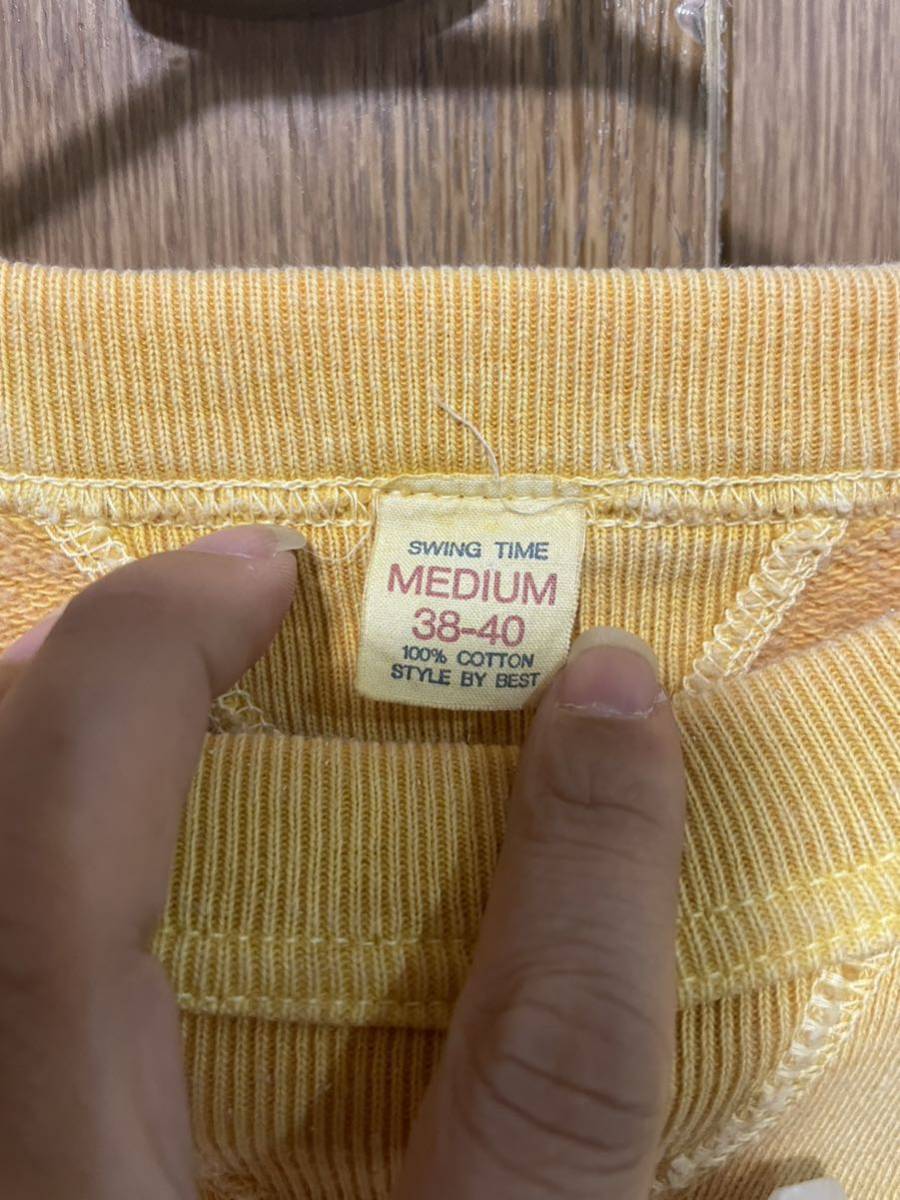 SWING TIME
MEDIUM
38-40
100% COTTON
STYLE BY BEST